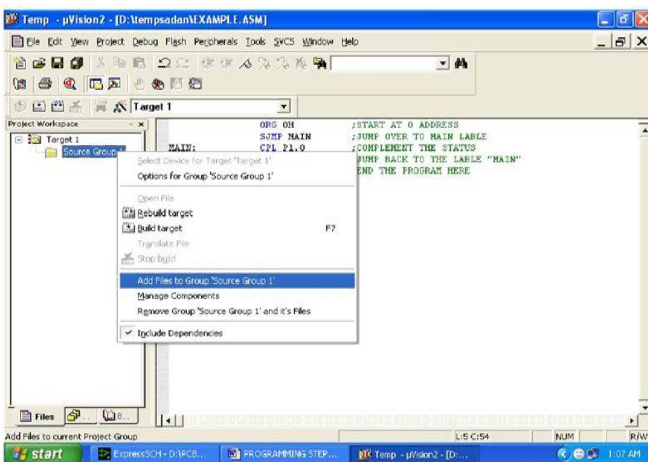 Temp - µVision2 - [D:\tempsadan\EXAMPLE.ASM]
File Edit View Project Debug Flash Peripherals Tools SVCS Window Help
Target 1
Project Workspace
Target 1
Source Group 1
ORG 0H ;START AT 0 ADDRESS
SJMP MAIN ;JUMP OVER TO MAIN LABLE
MAIN: CPL P1.0 ;COMPLEMENT THE STATUS
JUMP BACK TO THE LABLE "MAIN"
END THE PROGRAM HERE
Select Device for Target 'Target 1'
Options for Group 'Source Group 1'
Open File
Rebuild target
Build target F7
Translate File
Stop build
Add Files to Group 'Source Group 1'
Manage Components
Remove Group 'Source Group 1' and it's Files
Include Dependencies
Files
Add Files to current Project Group L:5 C:54 NUM R/W
start ExpressSCH - D:\PCB... PROGRAMMING STEP... Temp - µVision2 - [D:... 1:07 AM